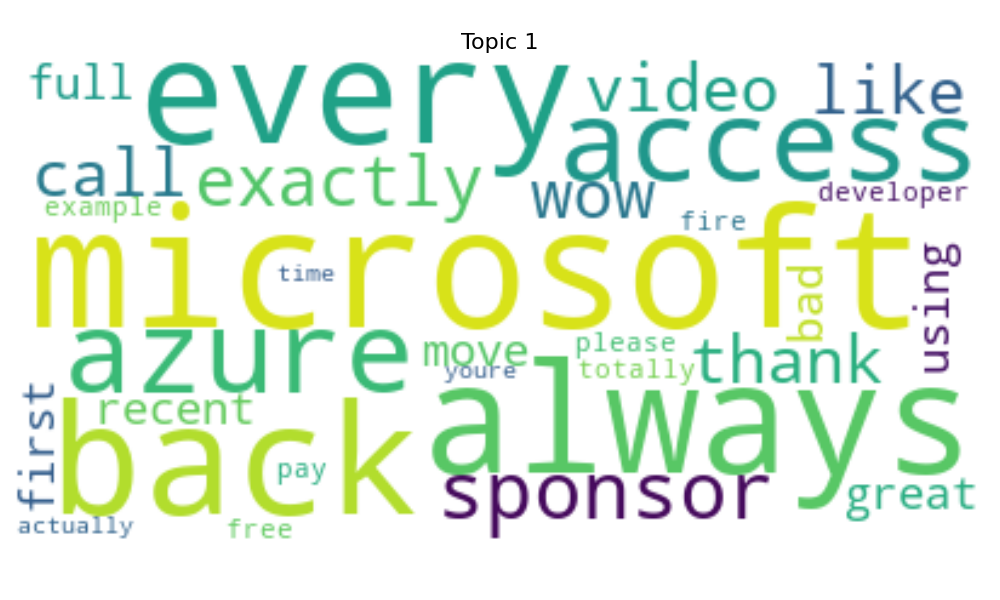 Topic 1
full every video like
access
call exactly wow developer
example fire
microsoft
time bad using
azure move please thank
youre totally
first recent back always
pay sponsor great
actually free